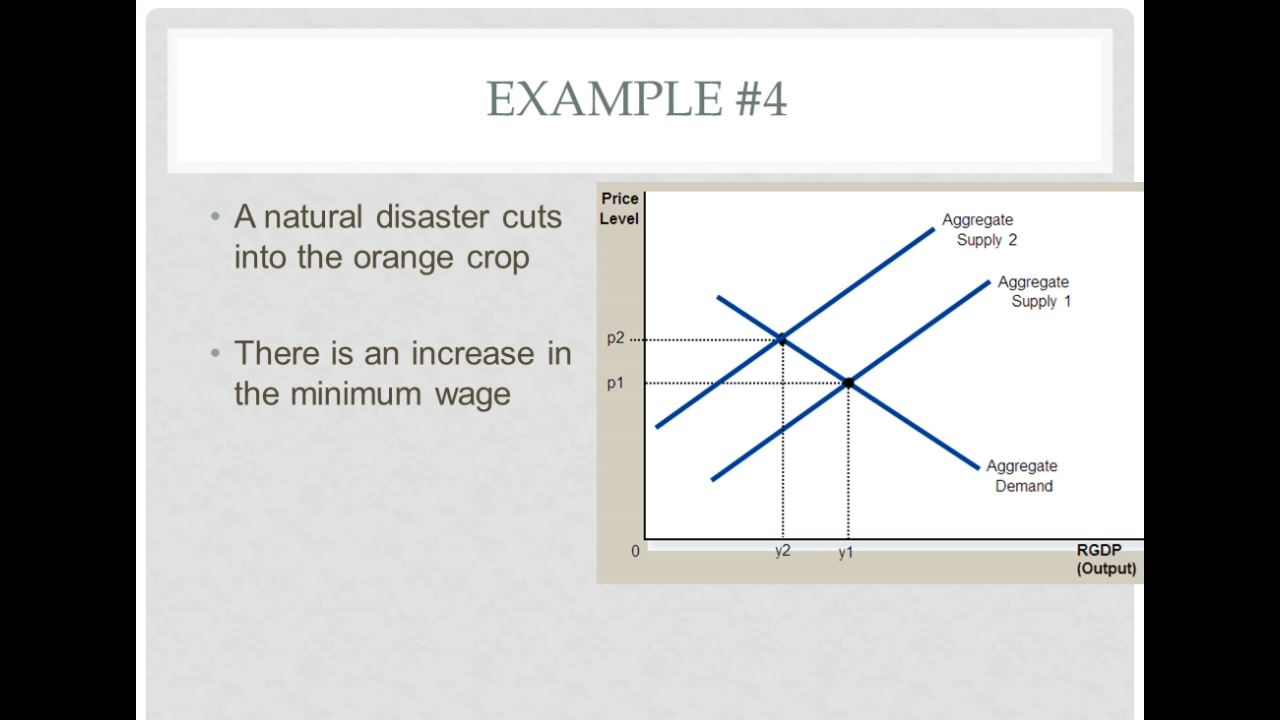 EXAMPLE #4
• A natural disaster cuts
into the orange crop
• There is an increase in
the minimum wage
Price
Level
Aggregate
Supply 2
Aggregate
Supply 1
p2
p1
Aggregate
Demand
0
y2
y1
RGDP
(Output)